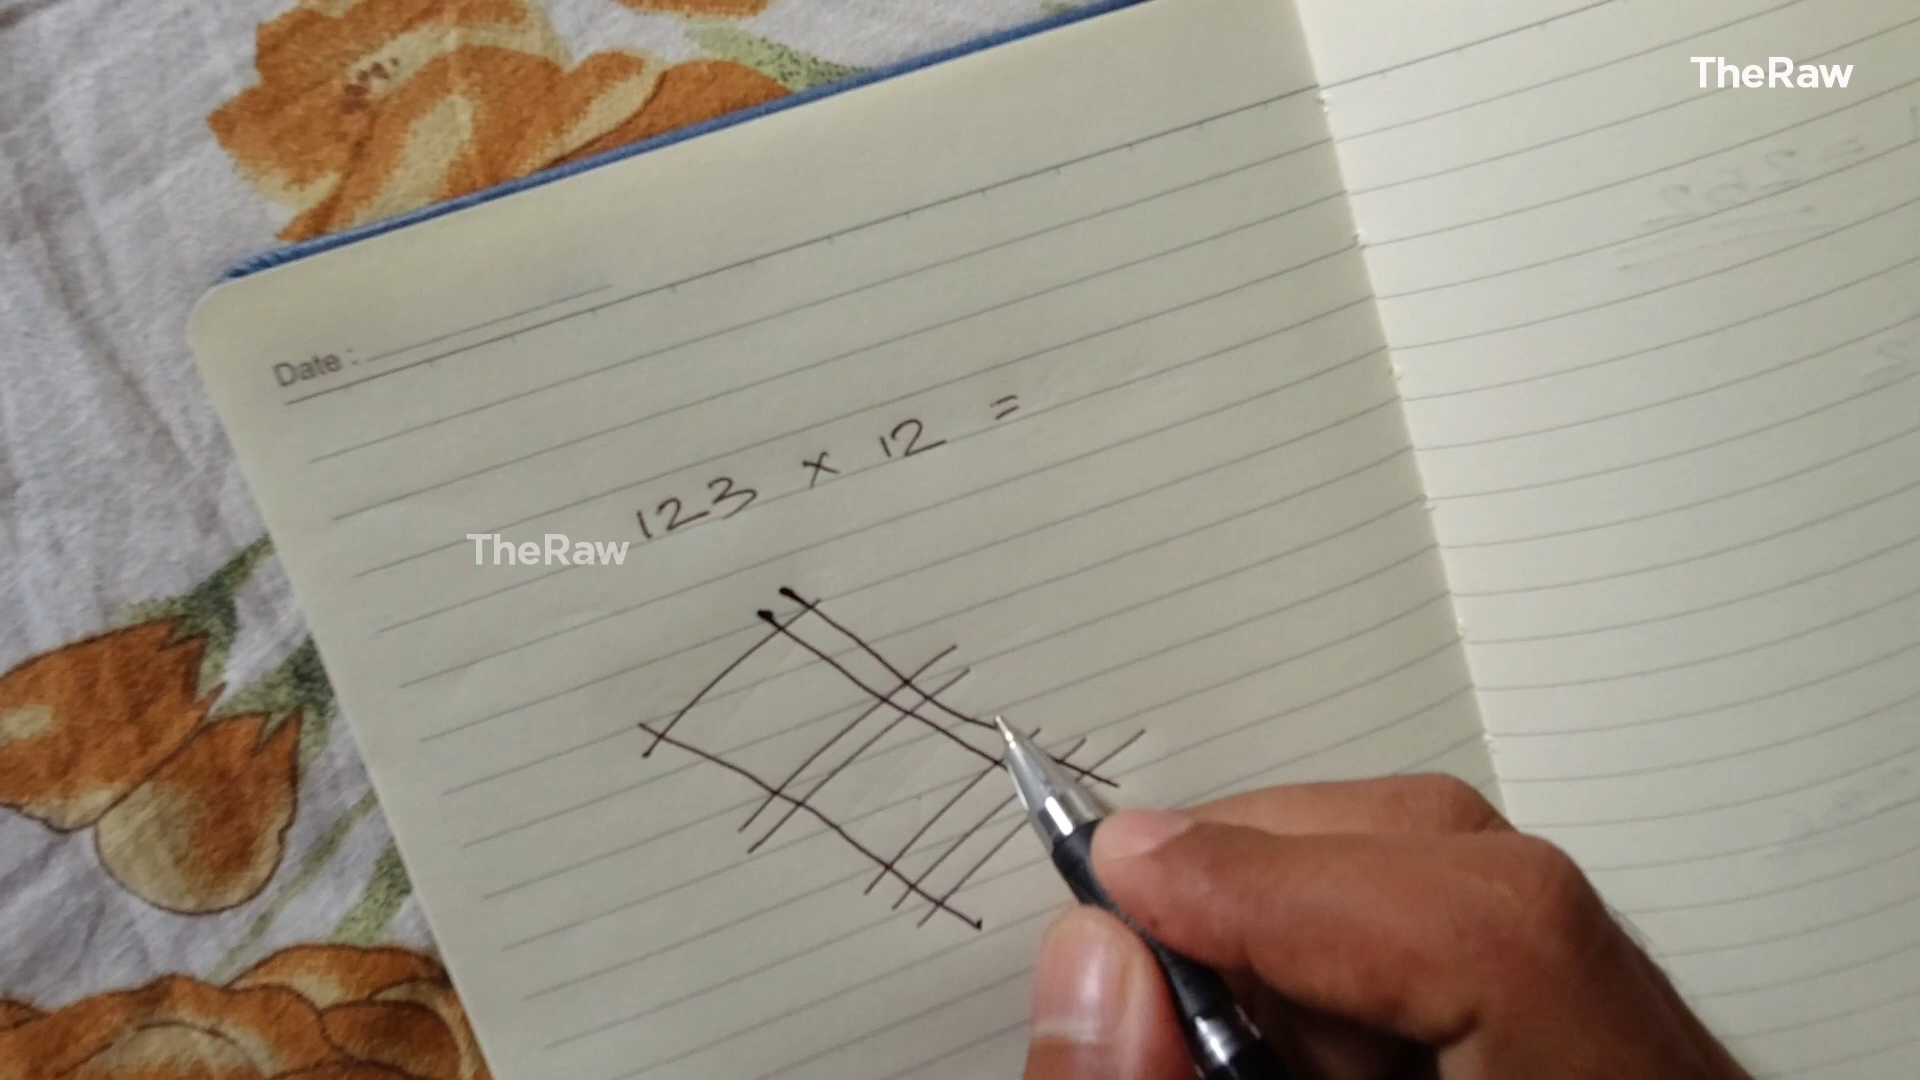 TheRaw
Date :
123 x 12 =
TheRaw